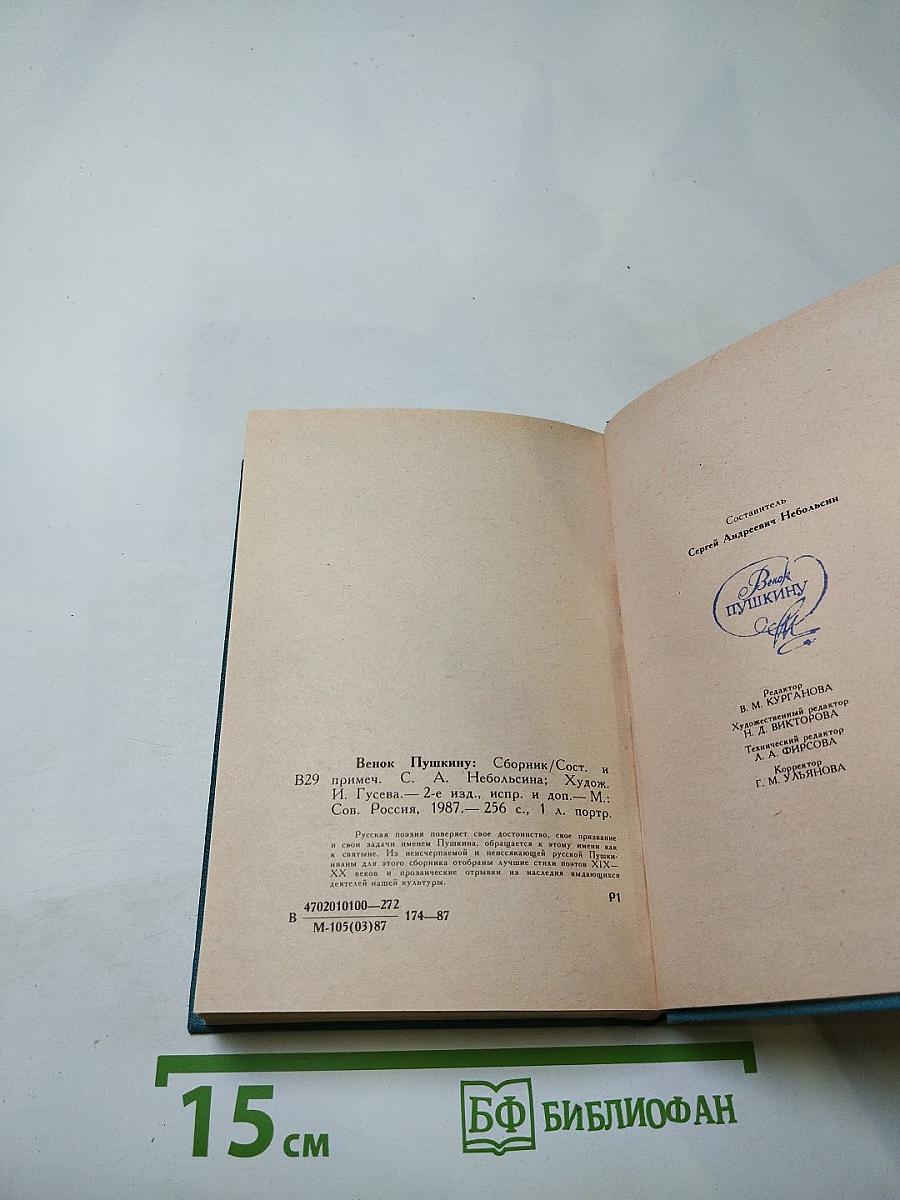 Венок Пушкину: Сборник/Сост. и
В29 примеч. С. А. Небольсина; Худож.
И. Гусева.— 2-е изд., испр. и доп.— М.:
Сов. Россия, 1987.— 256 с., 1 л. портр.
Русская поэзия поверяет свое достоинство, свое призвание
и свои задачи именем Пушкина, обращается к этому имени как
к святыне. Из неисчерпаемой и неиссякающей русской Пушки-
нианы для этого сборника отобраны лучшие стихи поэтов XIX—
XX веков и прозаические отрывки из наследия выдающихся
деятелей нашей культуры.
Р1
В 4702010100—272 174—87
М-105(03)87
Составитель
Сергей Андреевич Небольсин
Венок
ПУШКИНУ
Редактор
В. М. КУРГАНОВА
Художественный редактор
Н. Д. ВИКТОРОВА
Технический редактор
Л. А. ФИРСОВА
Корректор
Г. М. УЛЬЯНОВА
15 см
БФ БИБЛИОФАН